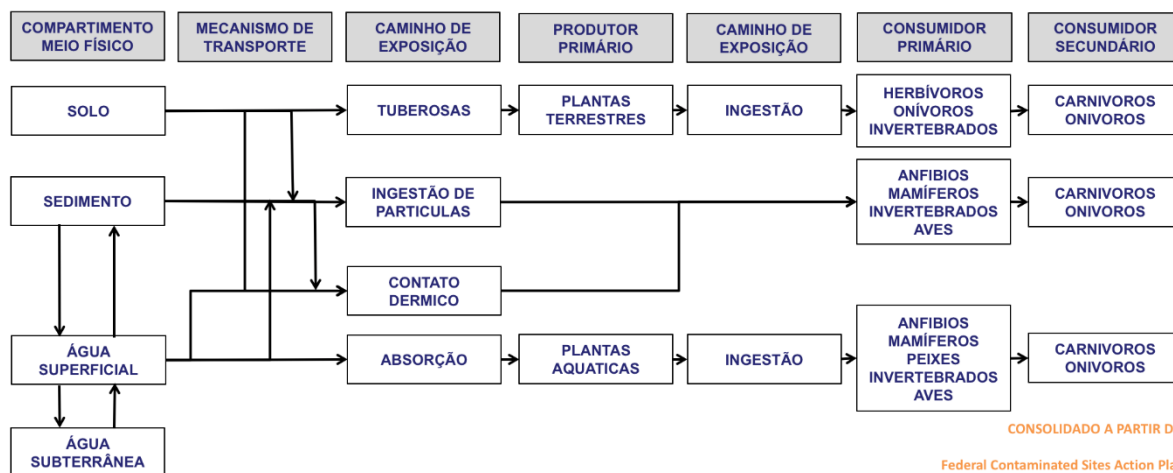 COMPARTIMENTO
MEIO FÍSICO
MECANISMO DE
TRANSPORTE
CAMINHO DE
EXPOSIÇÃO
PRODUTOR
PRIMÁRIO
CAMINHO DE
EXPOSIÇÃO
CONSUMIDOR
PRIMÁRIO
CONSUMIDOR
SECUNDÁRIO
SOLO
TUBEROSAS
PLANTAS
TERRESTRES
INGESTÃO
HERBÍVOROS
ONÍVOROS
INVERTEBRADOS
CARNIVOROS
ONIVOROS
SEDIMENTO
INGESTÃO DE
PARTICULAS
ANFIBIOS
MAMÍFEROS
INVERTEBRADOS
AVES
CARNIVOROS
ONIVOROS
CONTATO
DERMICO
ÁGUA
SUPERFICIAL
ABSORÇÃO
PLANTAS
AQUATICAS
INGESTÃO
ANFIBIOS
MAMÍFEROS
PEIXES
INVERTEBRADOS
AVES
CARNIVOROS
ONIVOROS
ÁGUA
SUBTERRÂNEA
CONSOLIDADO A PARTIR D
Federal Contaminated Sites Action Pla